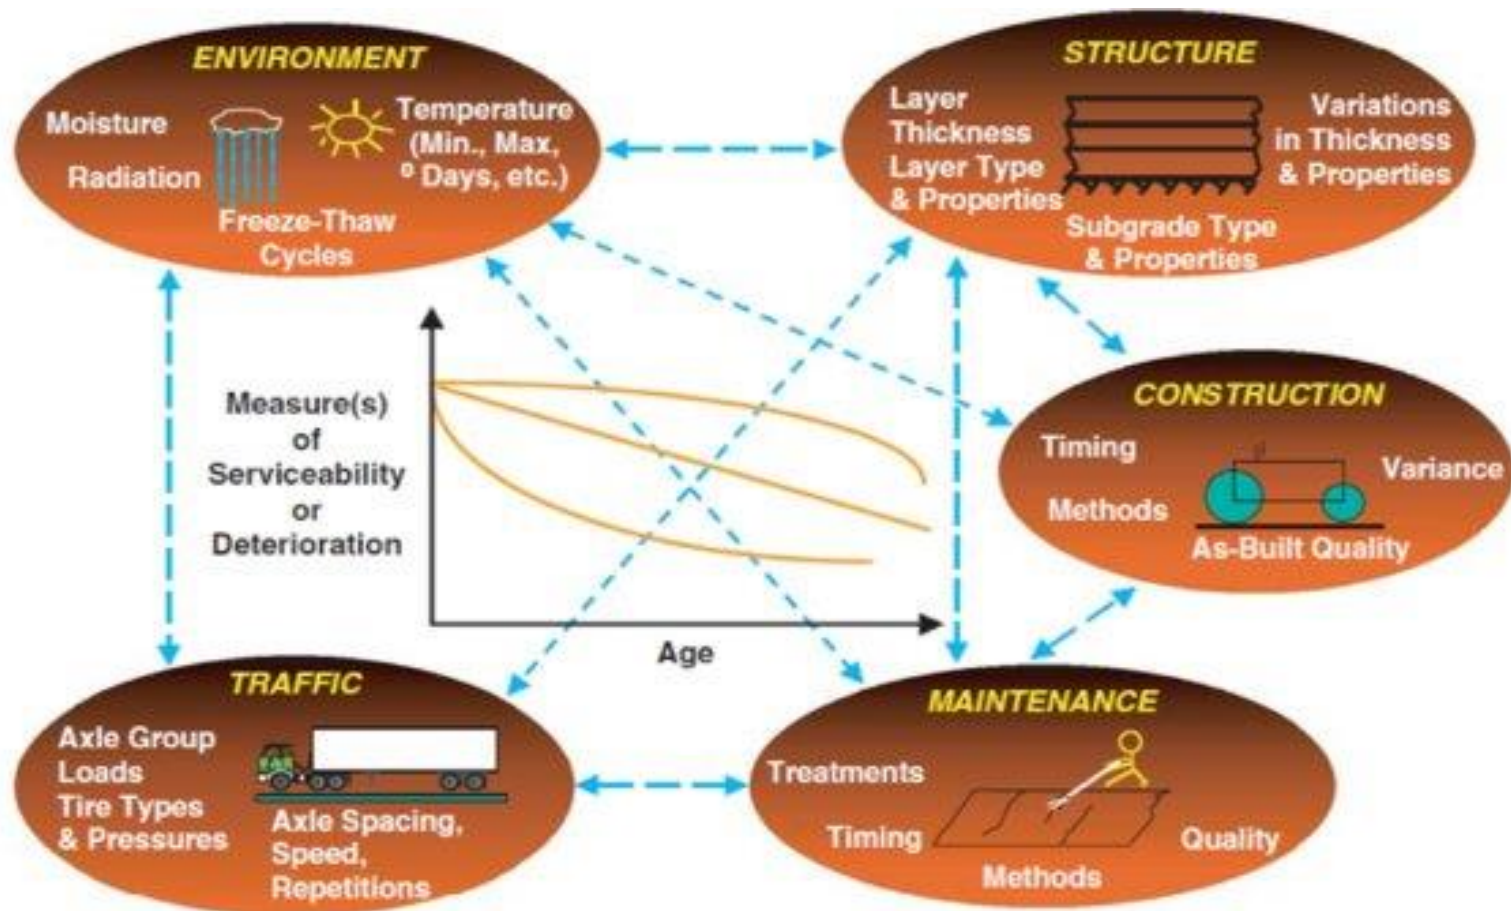 ENVIRONMENT
Moisture
Radiation
Temperature
(Min., Max,
º Days, etc.)
Freeze-Thaw
Cycles
STRUCTURE
Layer
Thickness
Layer Type
& Properties
Variations
in Thickness
& Properties
Subgrade Type
& Properties
Measure(s)
of
Serviceability
or
Deterioration
Age
CONSTRUCTION
Timing
Methods
Variance
As-Built Quality
TRAFFIC
Axle Group
Loads
Tire Types
& Pressures
Axle Spacing,
Speed,
Repetitions
MAINTENANCE
Treatments
Timing
Quality
Methods